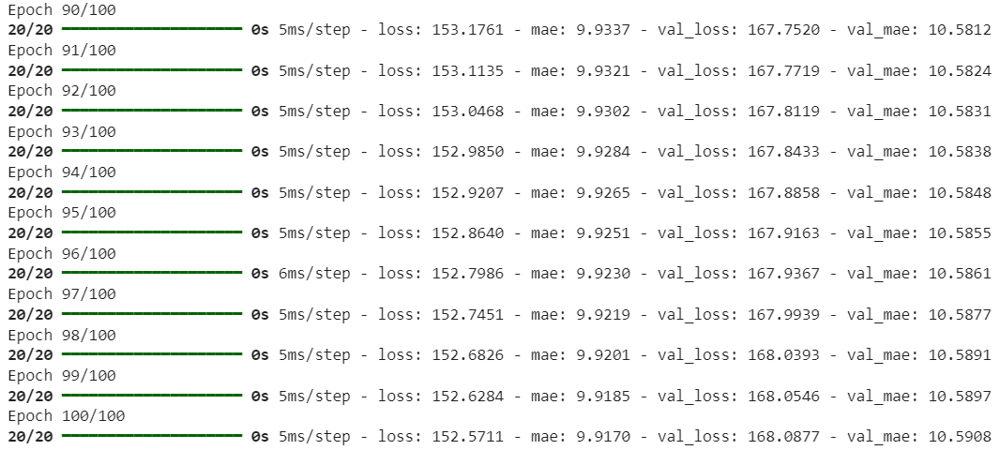 Epoch 90/100
20/20 ━━━━━━━━━━━━━━━━━━━━ 0s 5ms/step - loss: 153.1761 - mae: 9.9337 - val_loss: 167.7520 - val_mae: 10.5812
Epoch 91/100
20/20 ━━━━━━━━━━━━━━━━━━━━ 0s 5ms/step - loss: 153.1135 - mae: 9.9321 - val_loss: 167.7719 - val_mae: 10.5824
Epoch 92/100
20/20 ━━━━━━━━━━━━━━━━━━━━ 0s 5ms/step - loss: 153.0468 - mae: 9.9302 - val_loss: 167.8119 - val_mae: 10.5831
Epoch 93/100
20/20 ━━━━━━━━━━━━━━━━━━━━ 0s 5ms/step - loss: 152.9850 - mae: 9.9284 - val_loss: 167.8433 - val_mae: 10.5838
Epoch 94/100
20/20 ━━━━━━━━━━━━━━━━━━━━ 0s 5ms/step - loss: 152.9207 - mae: 9.9265 - val_loss: 167.8858 - val_mae: 10.5848
Epoch 95/100
20/20 ━━━━━━━━━━━━━━━━━━━━ 0s 5ms/step - loss: 152.8640 - mae: 9.9251 - val_loss: 167.9163 - val_mae: 10.5855
Epoch 96/100
20/20 ━━━━━━━━━━━━━━━━━━━━ 0s 6ms/step - loss: 152.7986 - mae: 9.9230 - val_loss: 167.9367 - val_mae: 10.5861
Epoch 97/100
20/20 ━━━━━━━━━━━━━━━━━━━━ 0s 5ms/step - loss: 152.7451 - mae: 9.9219 - val_loss: 167.9939 - val_mae: 10.5877
Epoch 98/100
20/20 ━━━━━━━━━━━━━━━━━━━━ 0s 5ms/step - loss: 152.6826 - mae: 9.9201 - val_loss: 168.0393 - val_mae: 10.5891
Epoch 99/100
20/20 ━━━━━━━━━━━━━━━━━━━━ 0s 5ms/step - loss: 152.6284 - mae: 9.9185 - val_loss: 168.0546 - val_mae: 10.5897
Epoch 100/100
20/20 ━━━━━━━━━━━━━━━━━━━━ 0s 5ms/step - loss: 152.5711 - mae: 9.9170 - val_loss: 168.0877 - val_mae: 10.5908